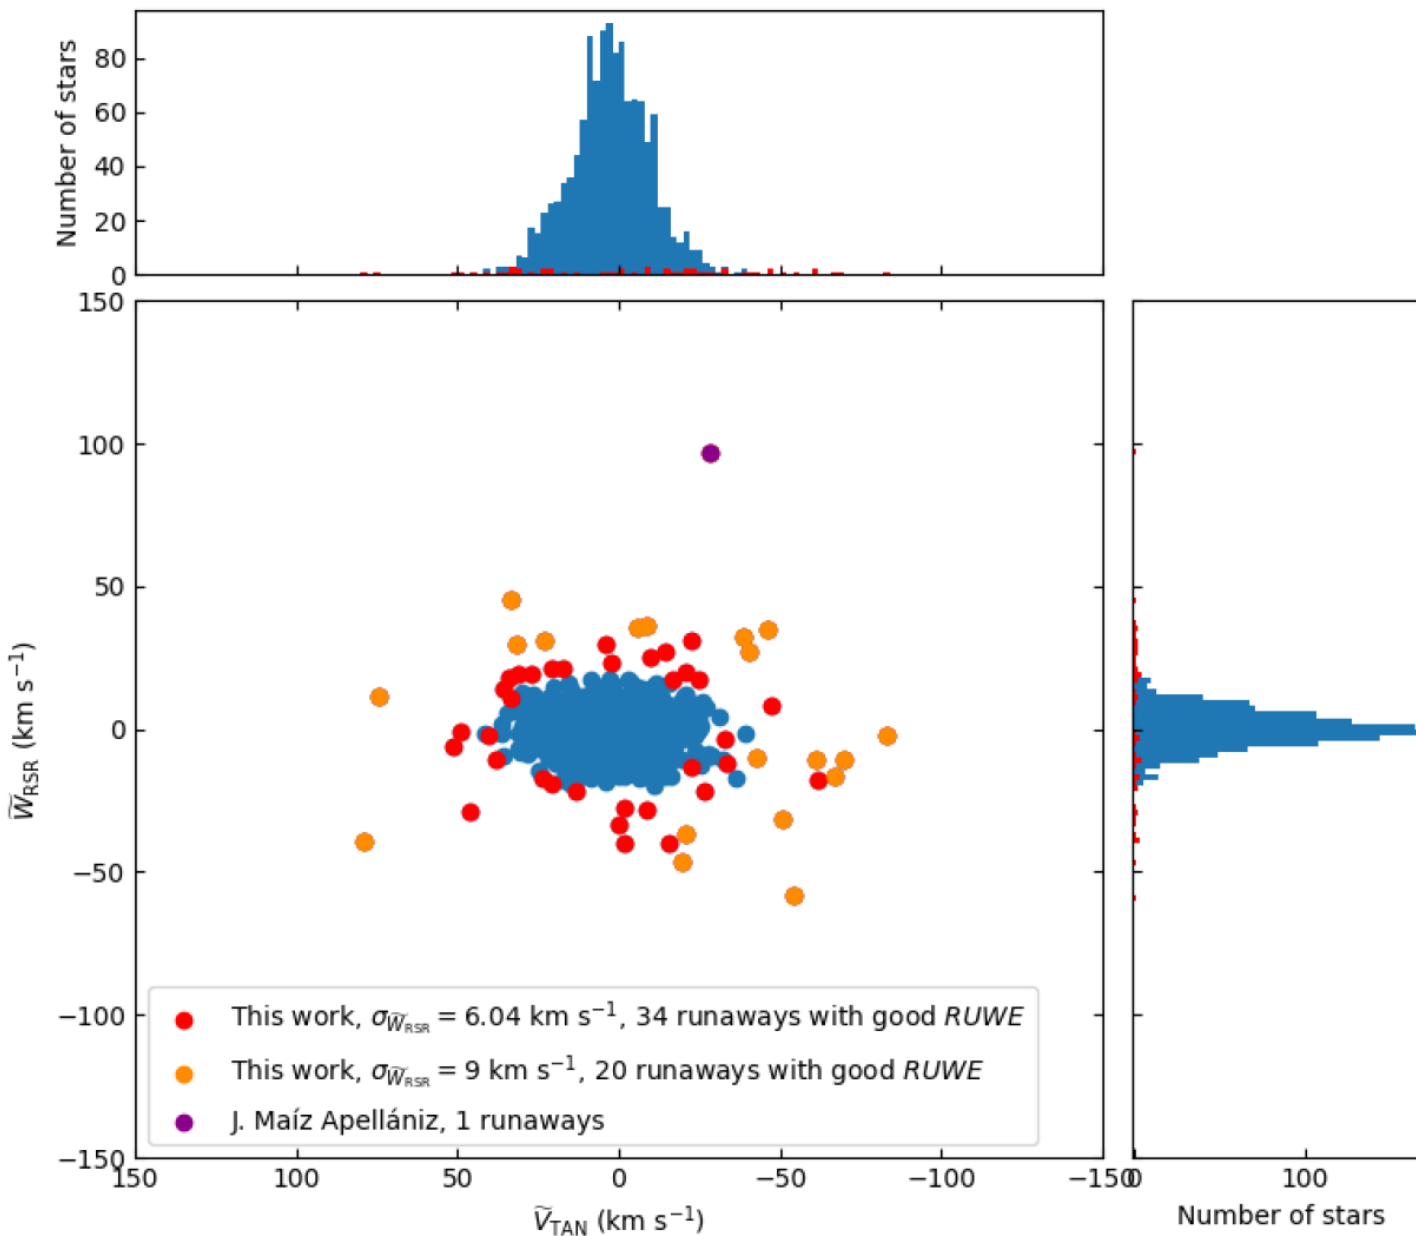 Number of stars
80
60
40
20
0
150
100
50
0
−50
−100
−150
W̃RSR (km s−1)
This work, σW̃RSR = 6.04 km s−1, 34 runaways with good RUWE
This work, σW̃RSR = 9 km s−1, 20 runaways with good RUWE
J. Maíz Apellániz, 1 runaways
150 100 50 0 −50 −100 −150
ṼTAN (km s−1)
0 100
Number of stars